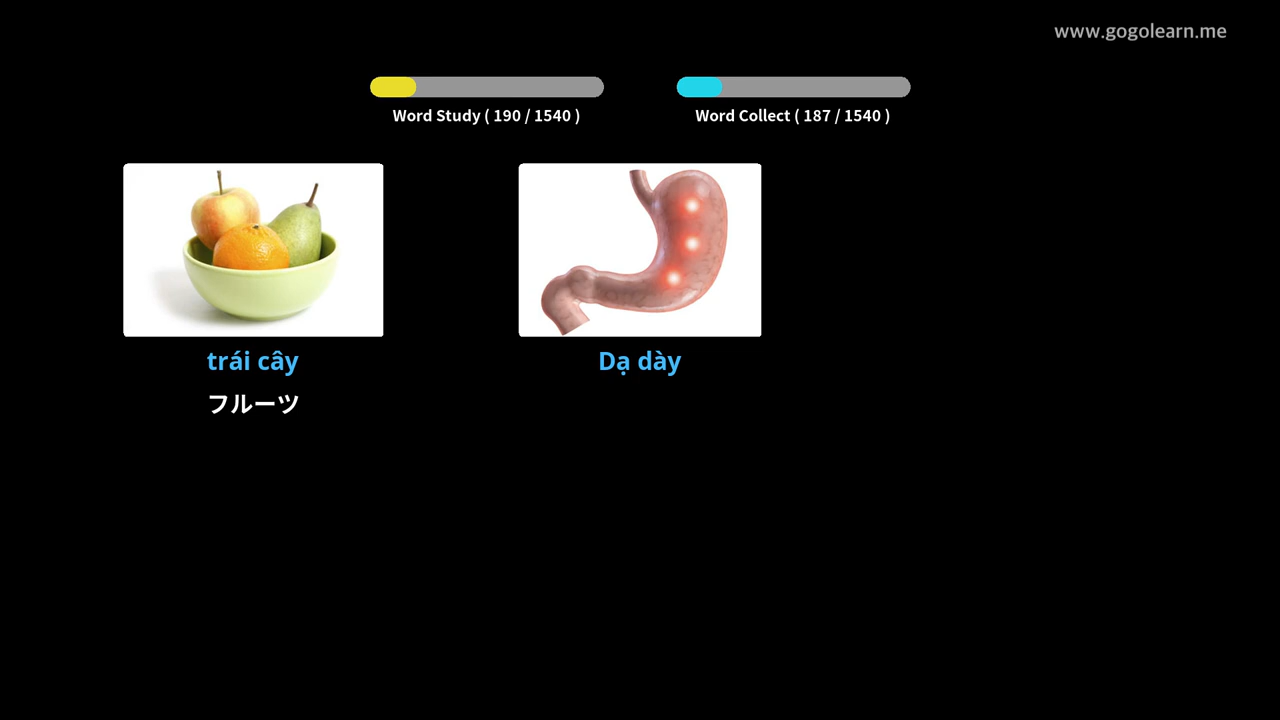 www.gogolearn.me
Word Study ( 190 / 1540 )
Word Collect ( 187 / 1540 )
trái cây
フルーツ
Dạ dày